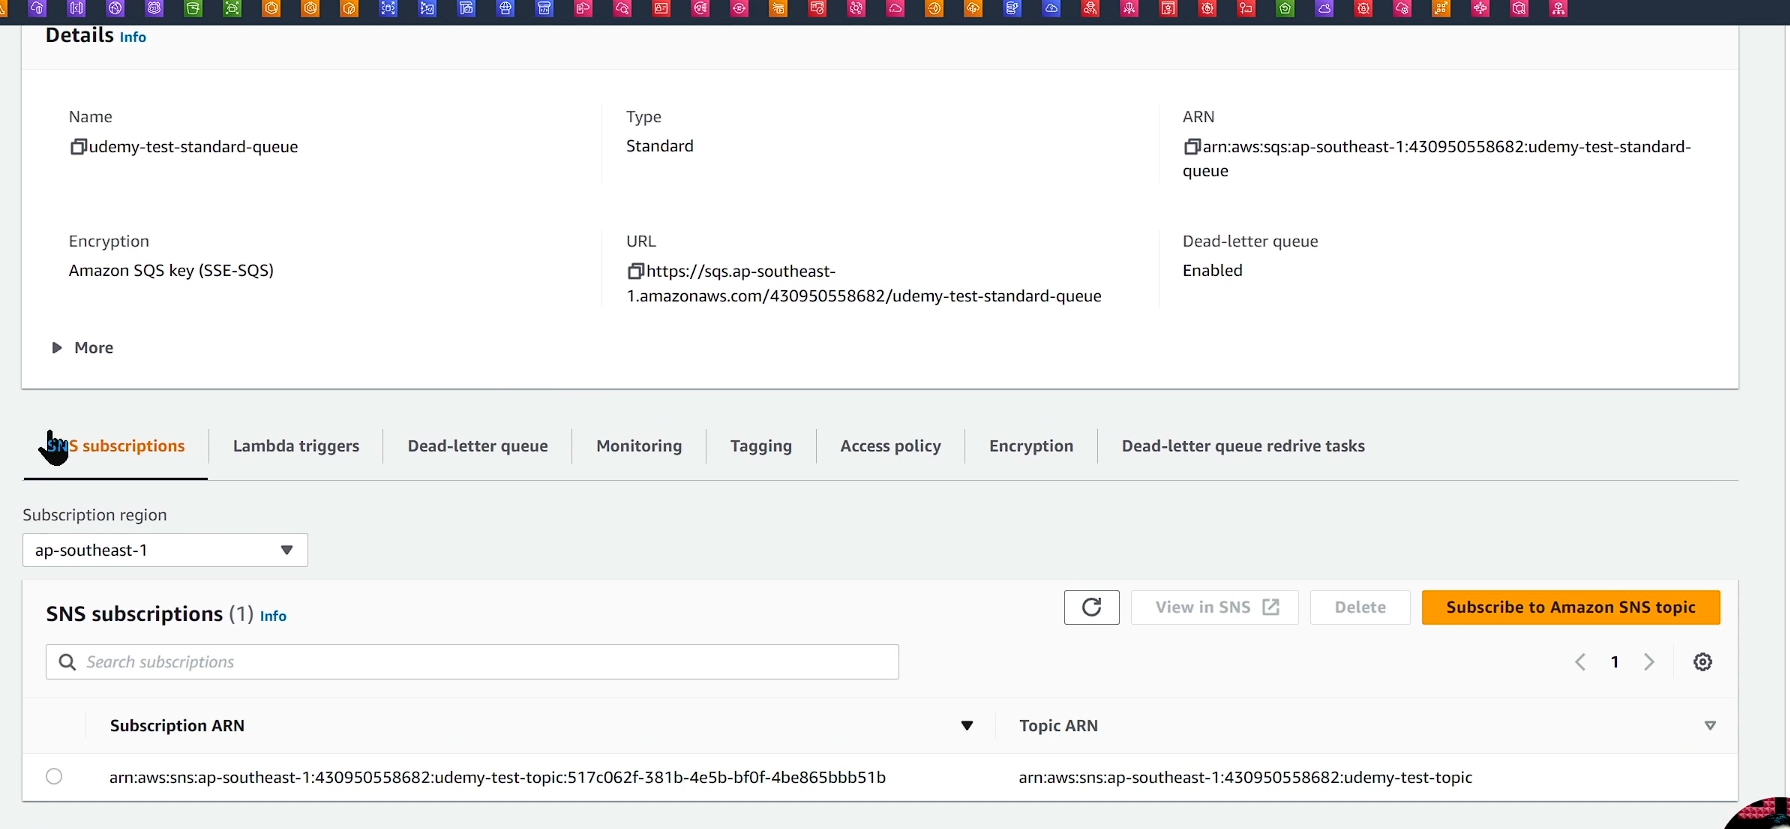 Details Info
Name
udemy-test-standard-queue
Type
Standard
ARN
arn:aws:sqs:ap-southeast-1:430950558682:udemy-test-standard-
queue
Encryption
Amazon SQS key (SSE-SQS)
URL
https://sqs.ap-southeast-
1.amazonaws.com/430950558682/udemy-test-standard-queue
Dead-letter queue
Enabled
More
SNS subscriptions
Lambda triggers
Dead-letter queue
Monitoring
Tagging
Access policy
Encryption
Dead-letter queue redrive tasks
Subscription region
ap-southeast-1
SNS subscriptions (1) Info
View in SNS
Delete
Subscribe to Amazon SNS topic
Search subscriptions
1
Subscription ARN
Topic ARN
arn:aws:sns:ap-southeast-1:430950558682:udemy-test-topic:517c062f-381b-4e5b-bf0f-4be865bbb51b
arn:aws:sns:ap-southeast-1:430950558682:udemy-test-topic